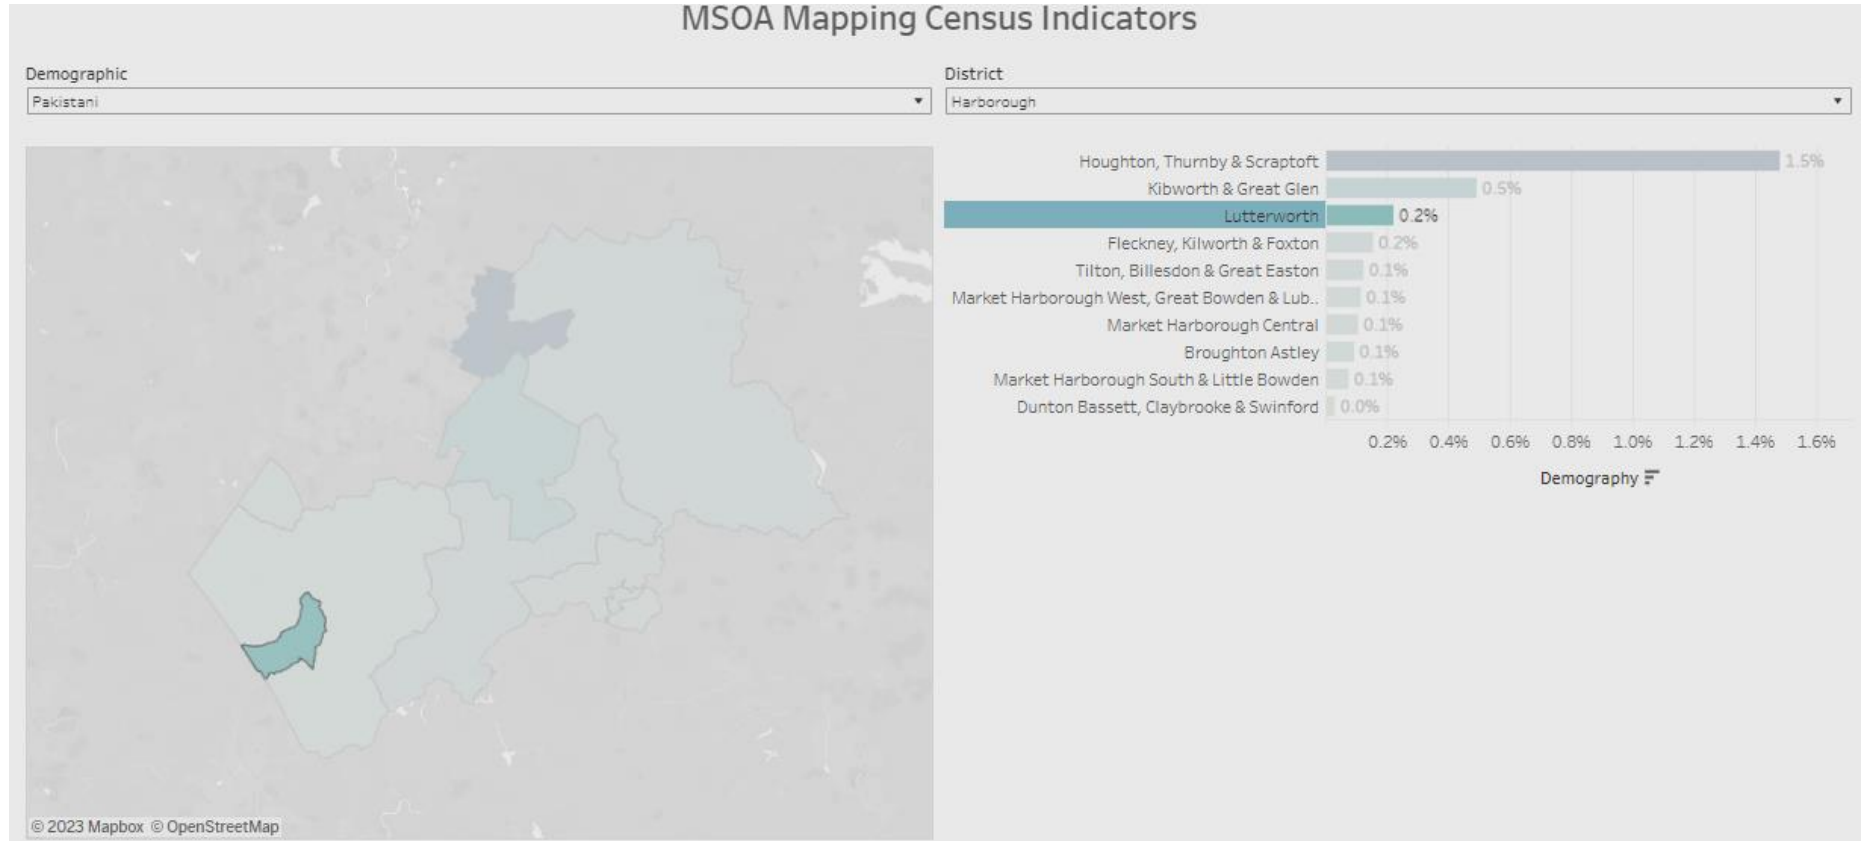 MSOA Mapping Census Indicators
Demographic
Pakistani
District
Harborough
Houghton, Thurnby & Scraptoft 1.5%
Kibworth & Great Glen 0.5%
Lutterworth 0.2%
Fleckney, Kilworth & Foxton 0.2%
Tilton, Billesdon & Great Easton 0.1%
Market Harborough West, Great Bowden & Lub.. 0.1%
Market Harborough Central 0.1%
Broughton Astley 0.1%
Market Harborough South & Little Bowden 0.1%
Dunton Bassett, Claybrooke & Swinford 0.0%
0.2% 0.4% 0.6% 0.8% 1.0% 1.2% 1.4% 1.6%
Demography
© 2023 Mapbox © OpenStreetMap